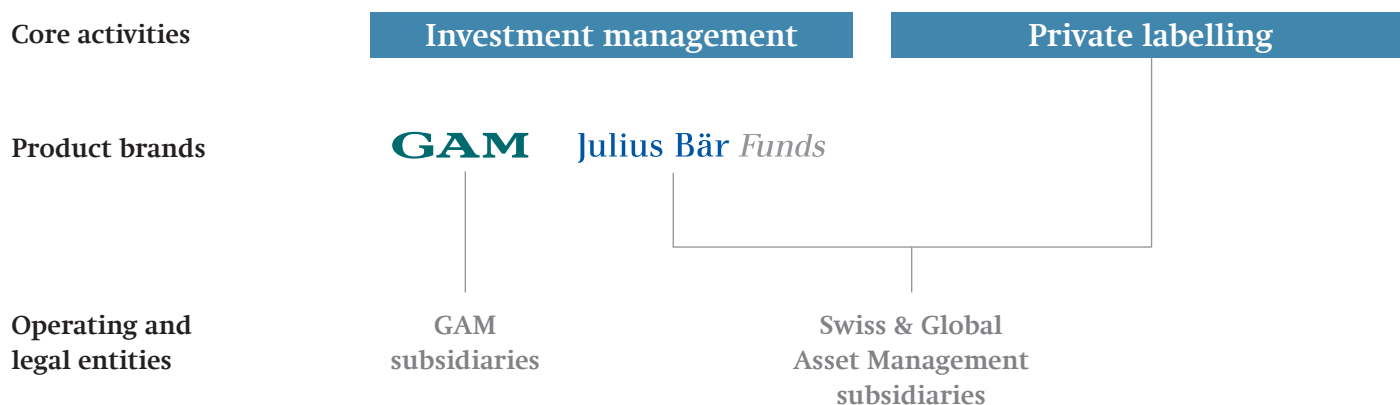 Core activities
Investment management
Private labelling
Product brands
GAM
Julius Bär Funds
Operating and
legal entities
GAM
subsidiaries
Swiss & Global
Asset Management
subsidiaries